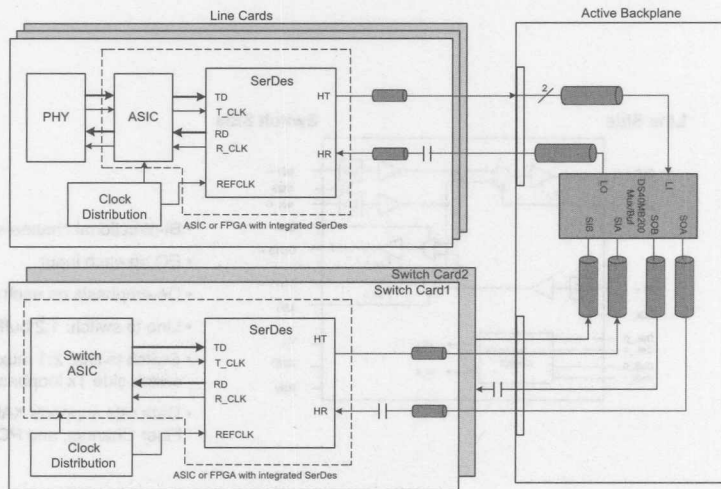 Line Cards
Active Backplane
PHY
ASIC
SerDes
TD
T_CLK
RD
R_CLK
REFCLK
HT
HR
Clock
Distribution
ASIC or FPGA with integrated SerDes
2
LO
LI
DS40MB200
Mux/Buf
SIB
SIA
SOB
SOA
Switch Card2
Switch Card1
Switch
ASIC
SerDes
TD
T_CLK
RD
R_CLK
REFCLK
HT
HR
Clock
Distribution
ASIC or FPGA with integrated SerDes